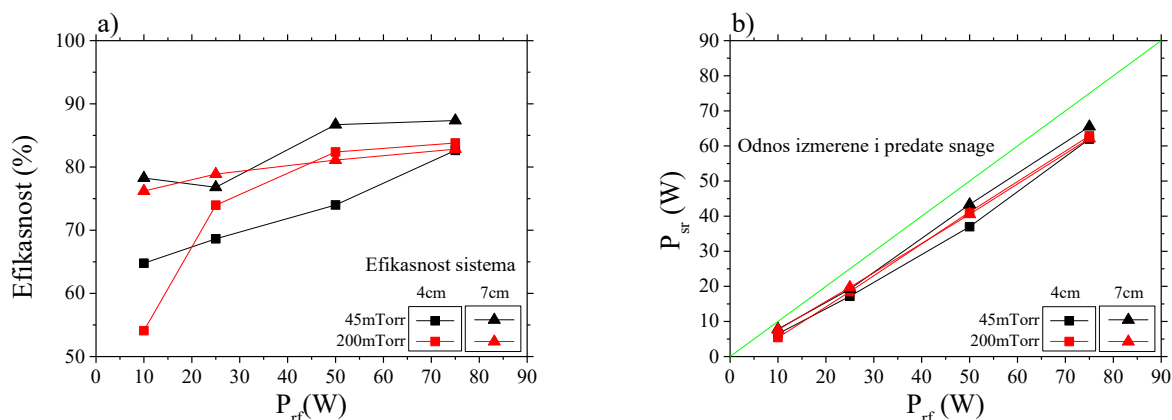 a)
100
90
80
70
60
50
Efikasnost (%)
Efikasnost sistema
4cm 7cm
45mTorr
200mTorr
0 10 20 30 40 50 60 70 80 90
P_rf(W)
b)
90
80
70
60
50
40
30
20
10
0
P_sr (W)
Odnos izmerene i predate snage
4cm 7cm
45mTorr
200mTorr
0 10 20 30 40 50 60 70 80 90
P_rf(W)